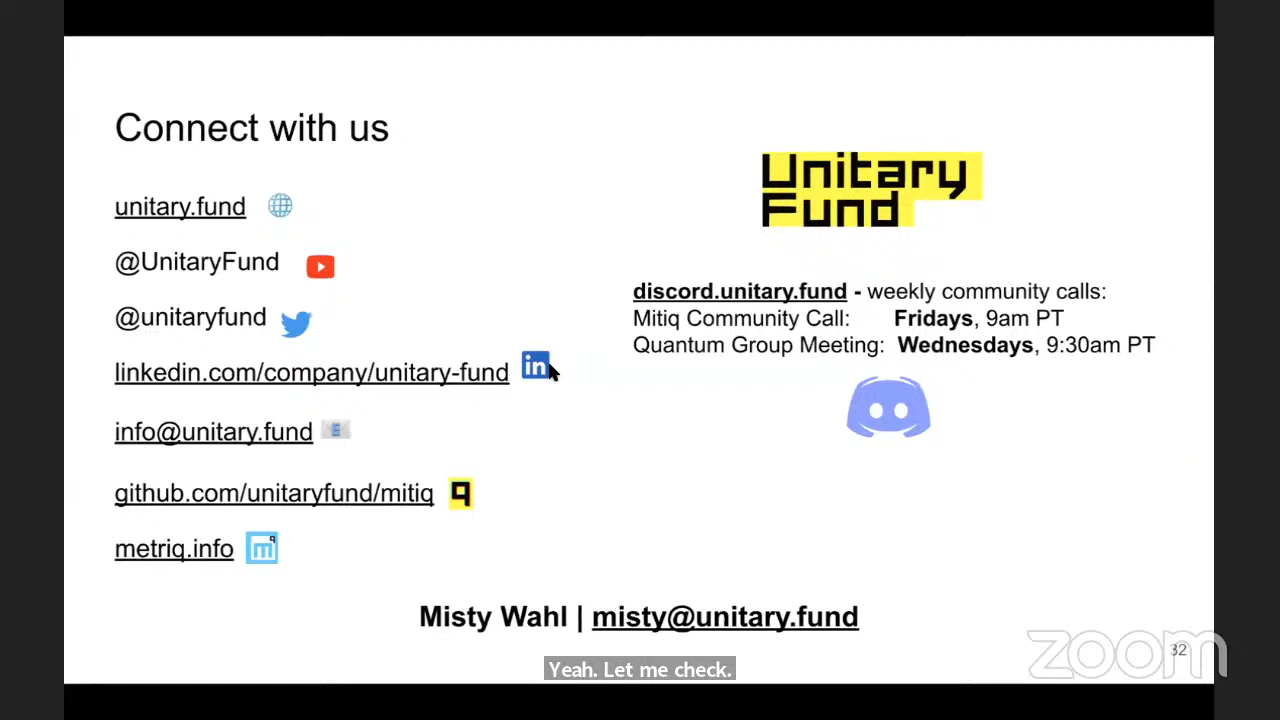 Connect with us
unitary.fund
@UnitaryFund
@unitaryfund
linkedin.com/company/unitary-fund
in
info@unitary.fund
E
github.com/unitaryfund/mitiq
q
metriq.info
mq
Unitary
Fund
discord.unitary.fund - weekly community calls:
Mitiq Community Call: Fridays, 9am PT
Quantum Group Meeting: Wednesdays, 9:30am PT
Misty Wahl | misty@unitary.fund
Yeah. Let me check.
zoom
32